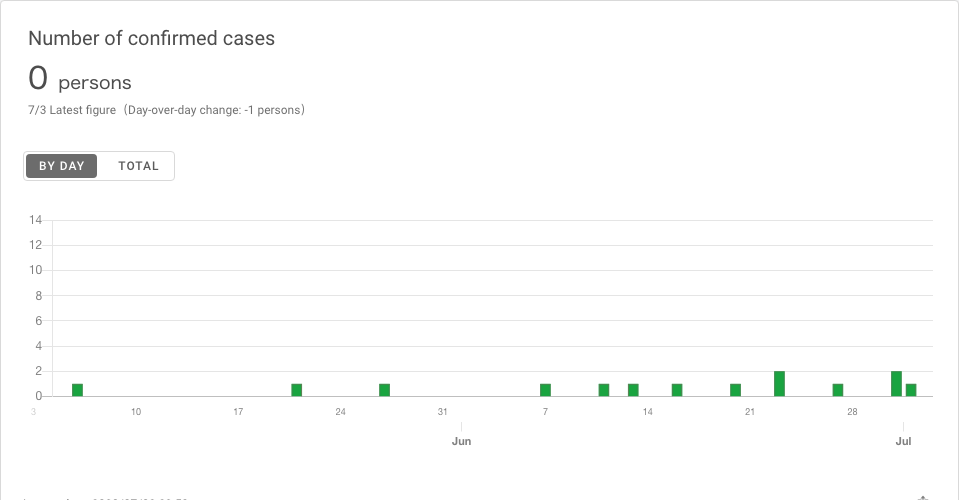 Number of confirmed cases
0 persons
7/3 Latest figure（Day-over-day change: -1 persons）
BY DAY TOTAL
14
12
10
8
6
4
2
0
3 10 17 24 31 7 14 21 28
Jun Jul